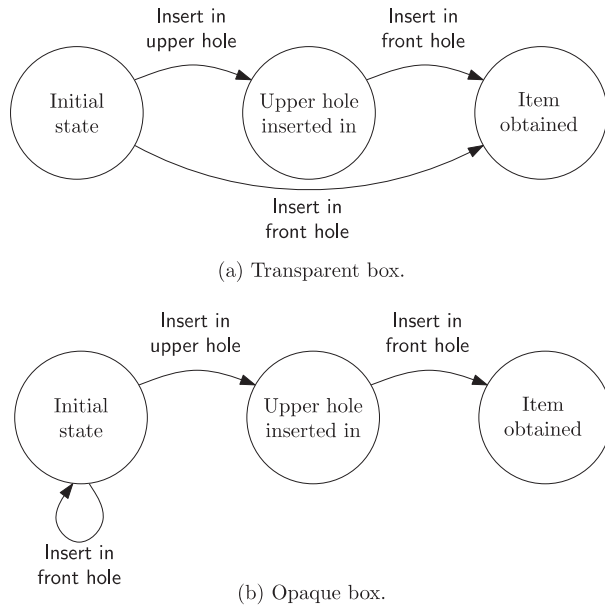 Insert in
upper hole
Insert in
front hole
Initial
state
Upper hole
inserted in
Item
obtained
Insert in
front hole
(a) Transparent box.
Insert in
upper hole
Insert in
front hole
Initial
state
Upper hole
inserted in
Item
obtained
Insert in
front hole
(b) Opaque box.